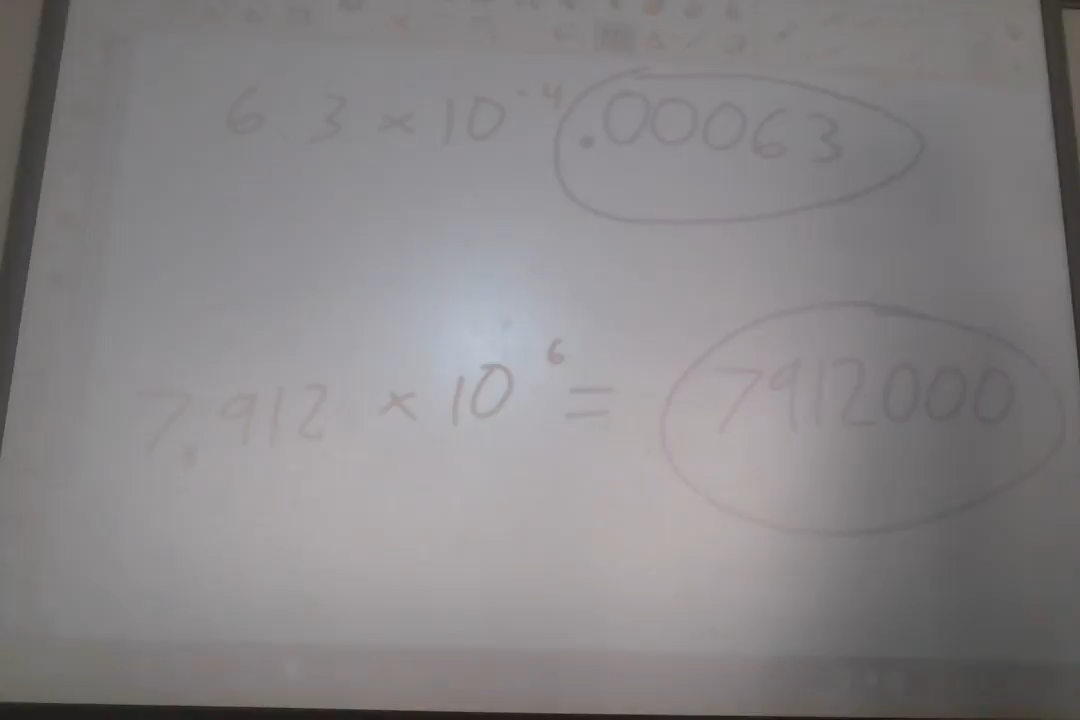 6.3 × 10⁻⁴ .00063
7.912 × 10⁶ = 7912000